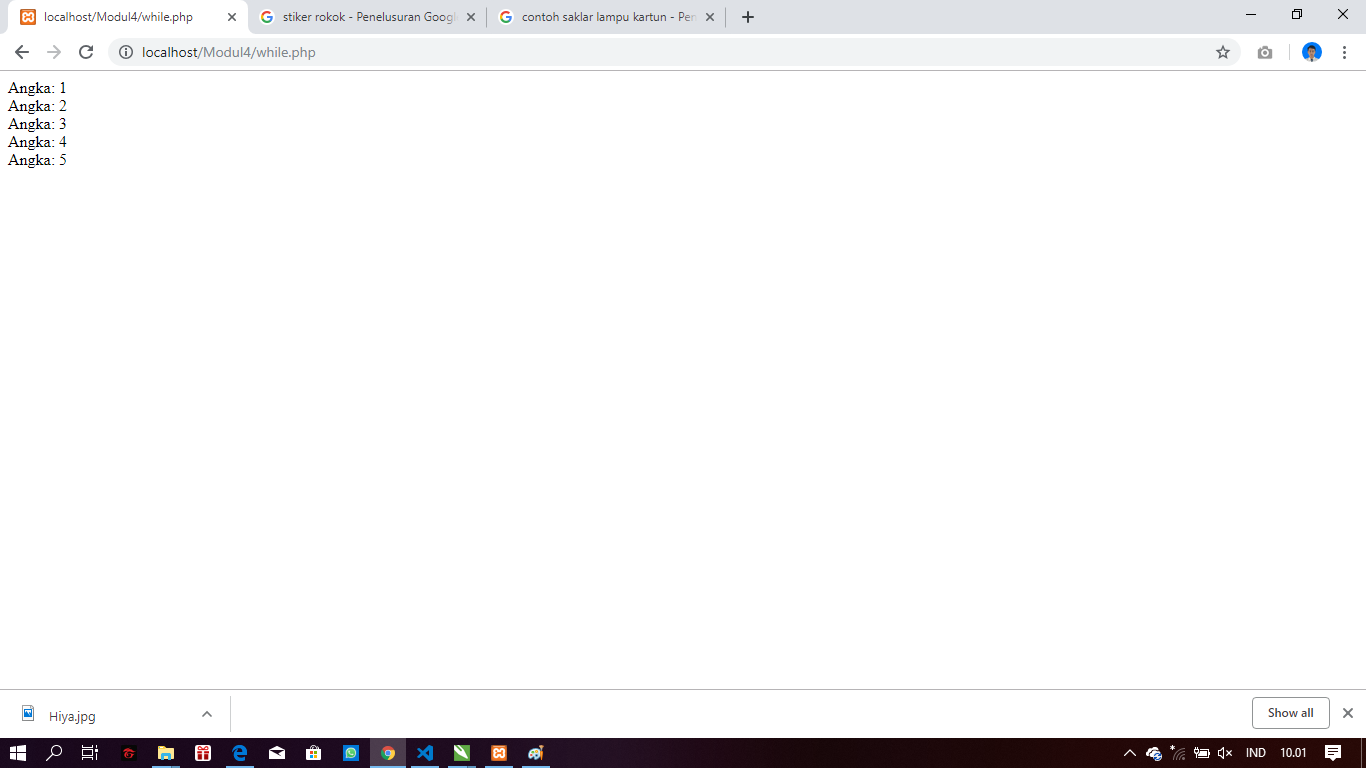 localhost/Modul4/while.php
stiker rokok - Penelusuran Googl
contoh saklar lampu kartun - Pen
localhost/Modul4/while.php
Angka: 1
Angka: 2
Angka: 3
Angka: 4
Angka: 5
Hiya.jpg
Show all
IND
10.01